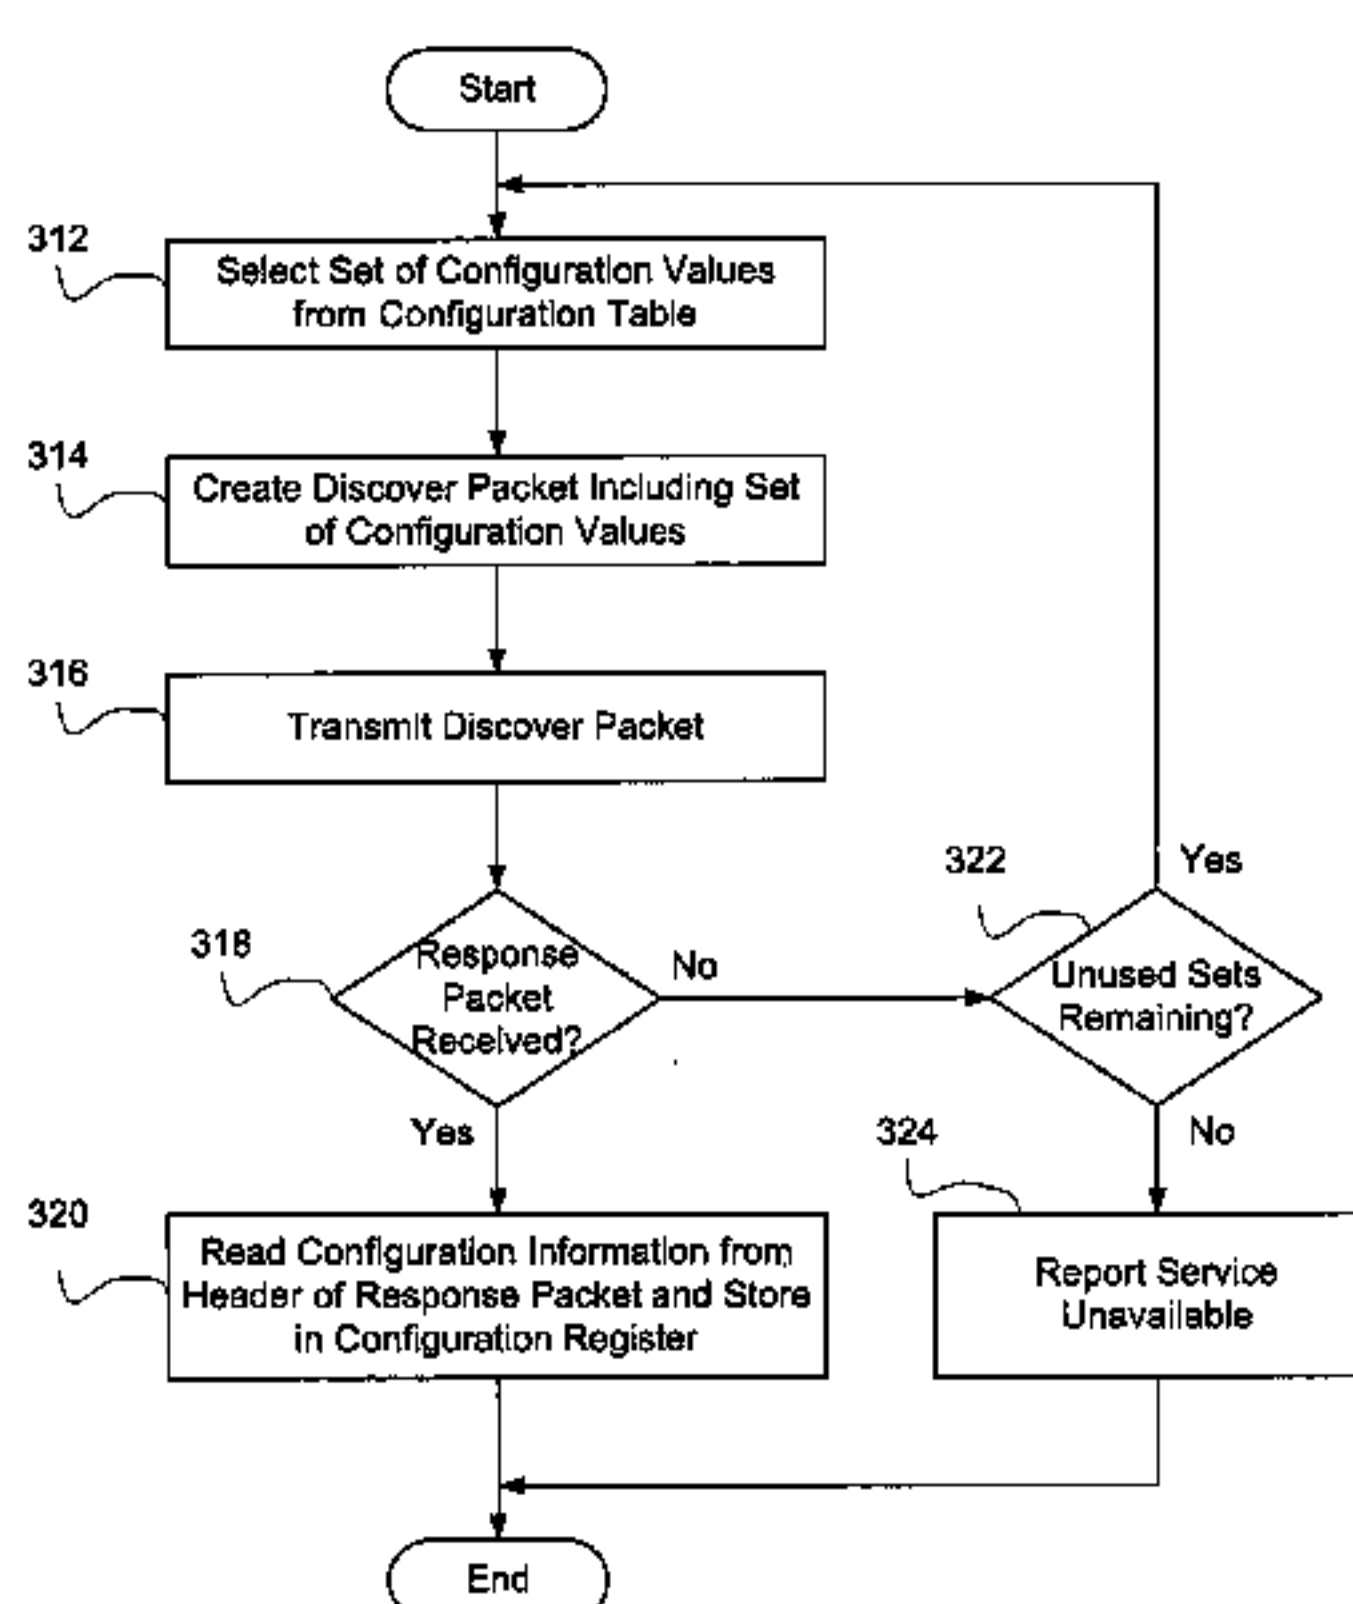 Start
312
Select Set of Configuration Values
from Configuration Table
314
Create Discover Packet Including Set
of Configuration Values
316
Transmit Discover Packet
318
Response
Packet
Received?
No
322
Yes
Unused Sets
Remaining?
Yes
324
No
320
Read Configuration Information from
Header of Response Packet and Store
in Configuration Register
Report Service
Unavailable
End